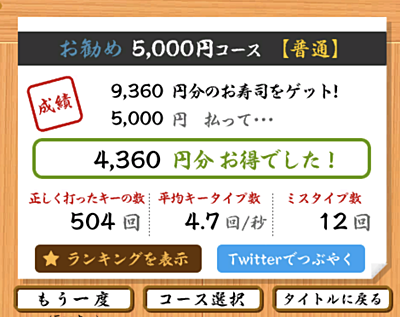 お勧め 5,000円コース 【普通】
成績
9,360 円分のお寿司をゲット!
5,000 円 払って…
4,360 円分 お得でした!
正しく打ったキーの数 平均キータイプ数 ミスタイプ数
504 回 4.7 回/秒 12 回
★ ランキングを表示 Twitterでつぶやく
もう一度 コース選択 タイトルに戻る